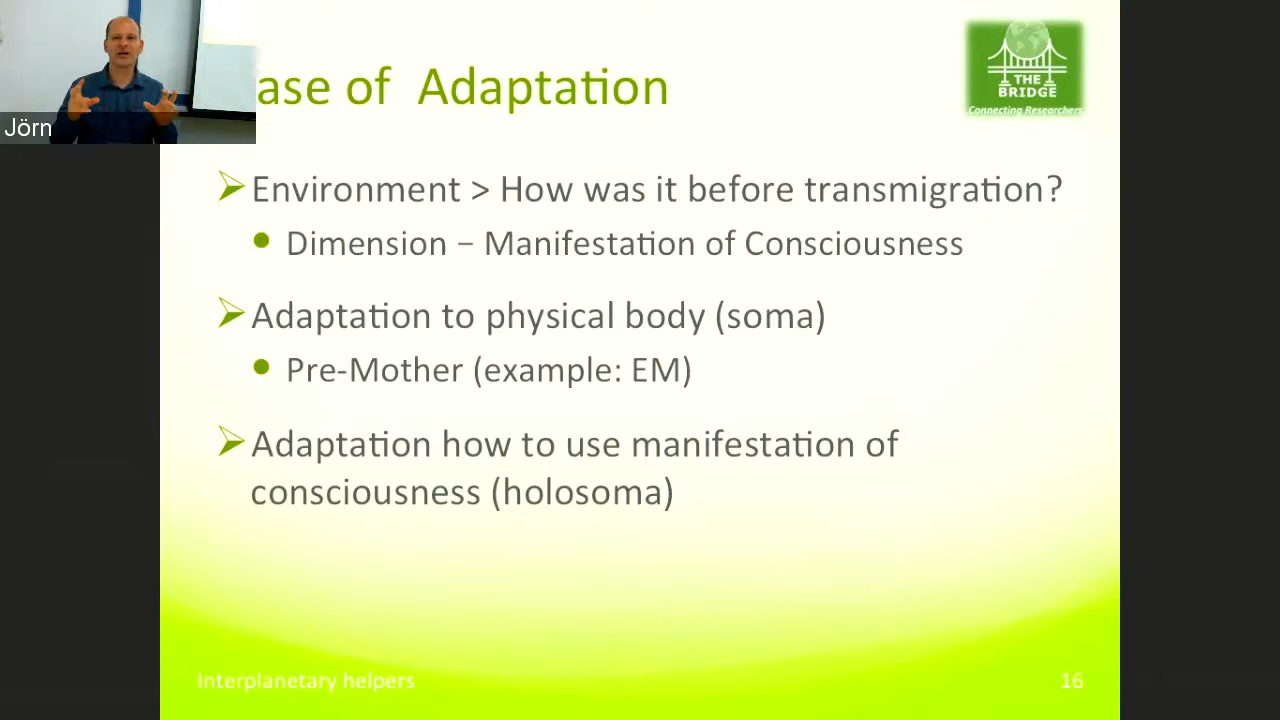 Jörn
ase of Adaptation
THE
BRIDGE
Connecting Researchers
Environment > How was it before transmigration?
Dimension – Manifestation of Consciousness
Adaptation to physical body (soma)
Pre-Mother (example: EM)
Adaptation how to use manifestation of
consciousness (holosoma)
Interplanetary helpers
16